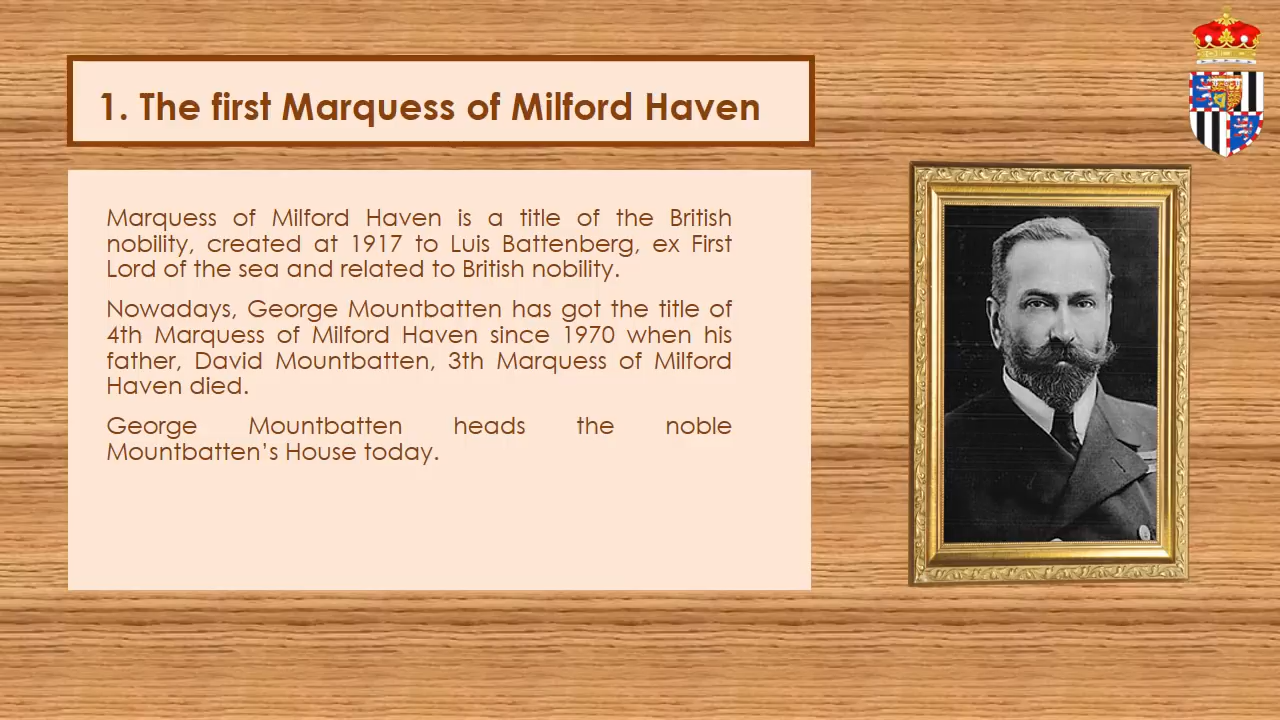 1. The first Marquess of Milford Haven
Marquess of Milford Haven is a title of the British
nobility, created at 1917 to Luis Battenberg, ex First
Lord of the sea and related to British nobility.
Nowadays, George Mountbatten has got the title of
4th Marquess of Milford Haven since 1970 when his
father, David Mountbatten, 3th Marquess of Milford
Haven died.
George Mountbatten heads the noble
Mountbatten’s House today.